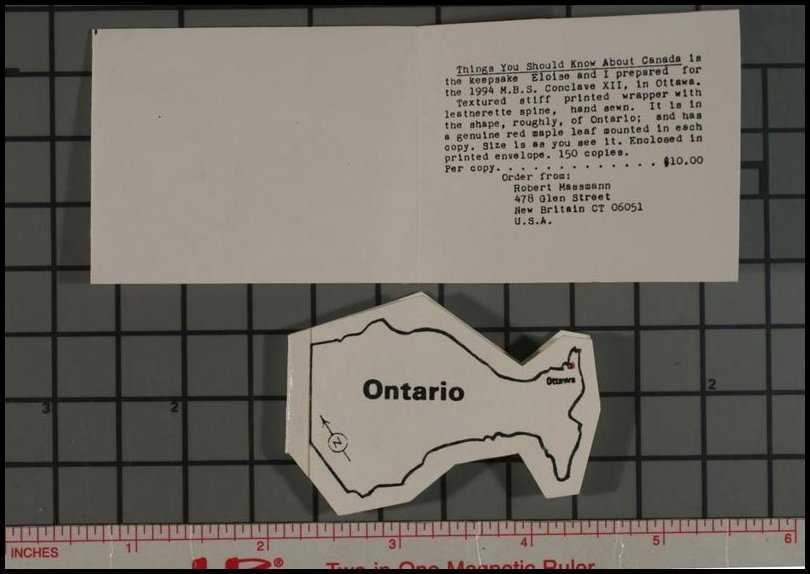 Things You Should Know About Canada is
the keepsake Eloise and I prepared for
the 1994 M.B.S. Conclave XII, in Ottawa.
Textured stiff printed wrapper with
leatherette spine, hand sewn. It is in
the shape, roughly, of Ontario; and has
a genuine red maple leaf mounted in each
copy. Size is as you see it. Enclosed in
printed envelope. 150 copies.
Per copy. . . . . . . . . . . . . $10.00
Order from:
Robert Massmann
478 Glen Street
New Britain CT 06051
U.S.A.
Ottawa
Ontario
N
2
3
2
INCHES
1
2
3
4
5
6
Two in One Magnetic Ruler